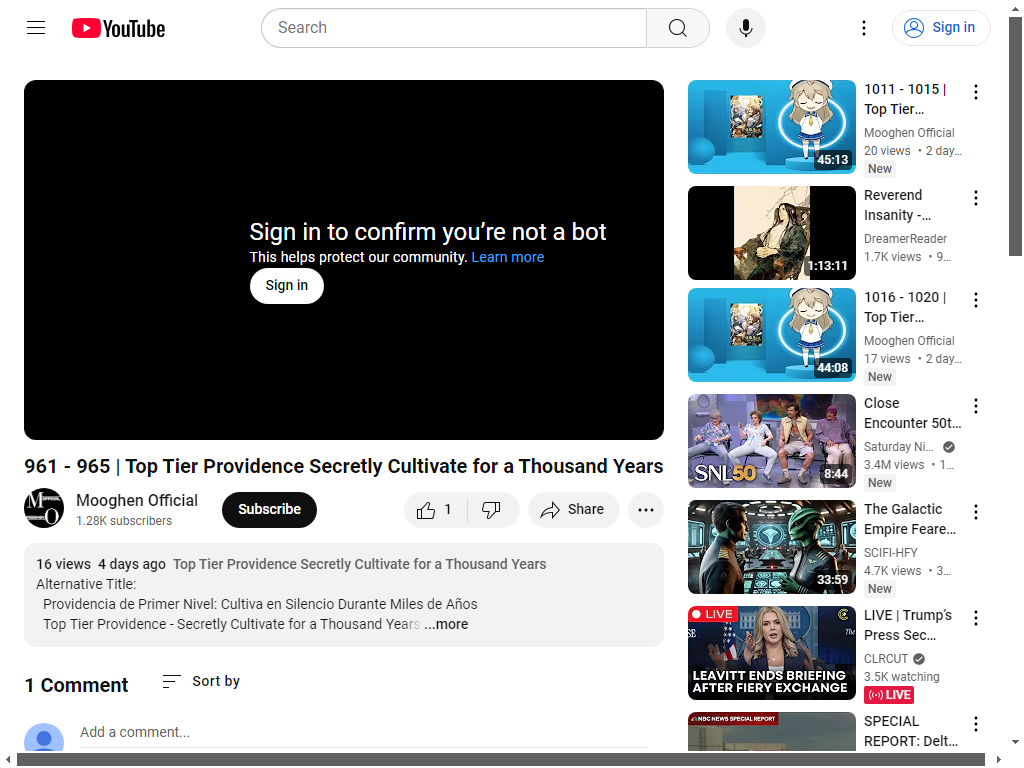 YouTube
Search
Sign in
Sign in to confirm you're not a bot
This helps protect our community. Learn more
Sign in
961 - 965 | Top Tier Providence Secretly Cultivate for a Thousand Years
Mooghen Official
1.28K subscribers
Subscribe
1
Share
16 views 4 days ago Top Tier Providence Secretly Cultivate for a Thousand Years
Alternative Title:
Providencia de Primer Nivel: Cultiva en Silencio Durante Miles de Años
Top Tier Providence - Secretly Cultivate for a Thousand Years ...more
1 Comment
Sort by
Add a comment...
45:13
1011 - 1015 |
Top Tier...
Mooghen Official
20 views • 2 day...
New
1:13:11
Reverend
Insanity -...
DreamerReader
1.7K views • 9...
44:08
1016 - 1020 |
Top Tier...
Mooghen Official
17 views • 2 day...
New
SNL50
8:44
Close
Encounter 50t...
Saturday Ni...
3.4M views • 1...
New
33:59
The Galactic
Empire Feare...
SCIFI-HFY
4.7K views • 3...
New
LIVE
LEAVITT ENDS BRIEFING
AFTER FIERY EXCHANGE
LIVE | Trump's
Press Sec...
CLRCUT
3.5K watching
LIVE
NBC NEWS SPECIAL REPORT
SPECIAL
REPORT: Delt...